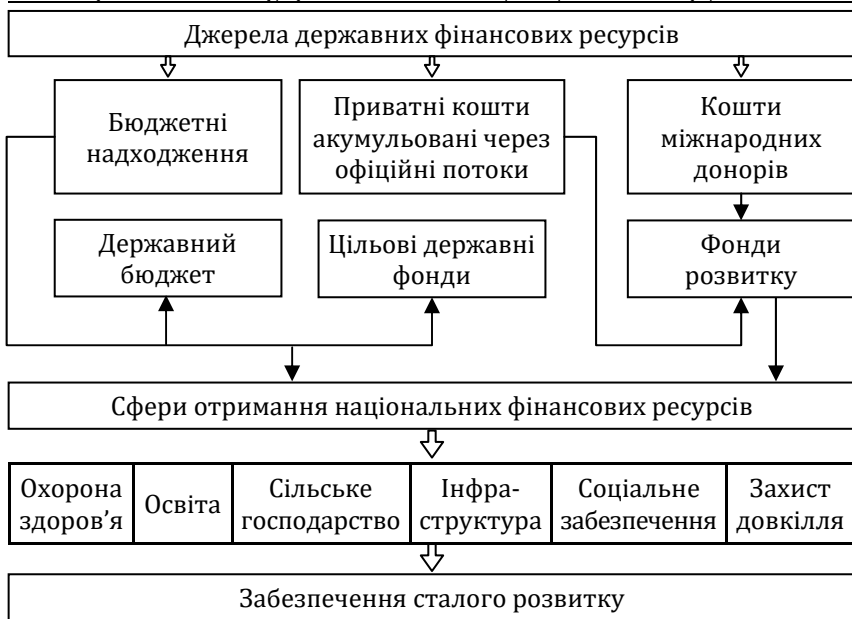 Джерела державних фінансових ресурсів
Бюджетні
надходження
Приватні кошти
акумульовані через
офіційні потоки
Кошти
міжнародних
донорів
Державний
бюджет
Цільові державні
фонди
Фонди
розвитку
Сфери отримання національних фінансових ресурсів
Охорона
здоров’я
Освіта
Сільське
господарство
Інфра-
структура
Соціальне
забезпечення
Захист
довкілля
Забезпечення сталого розвитку